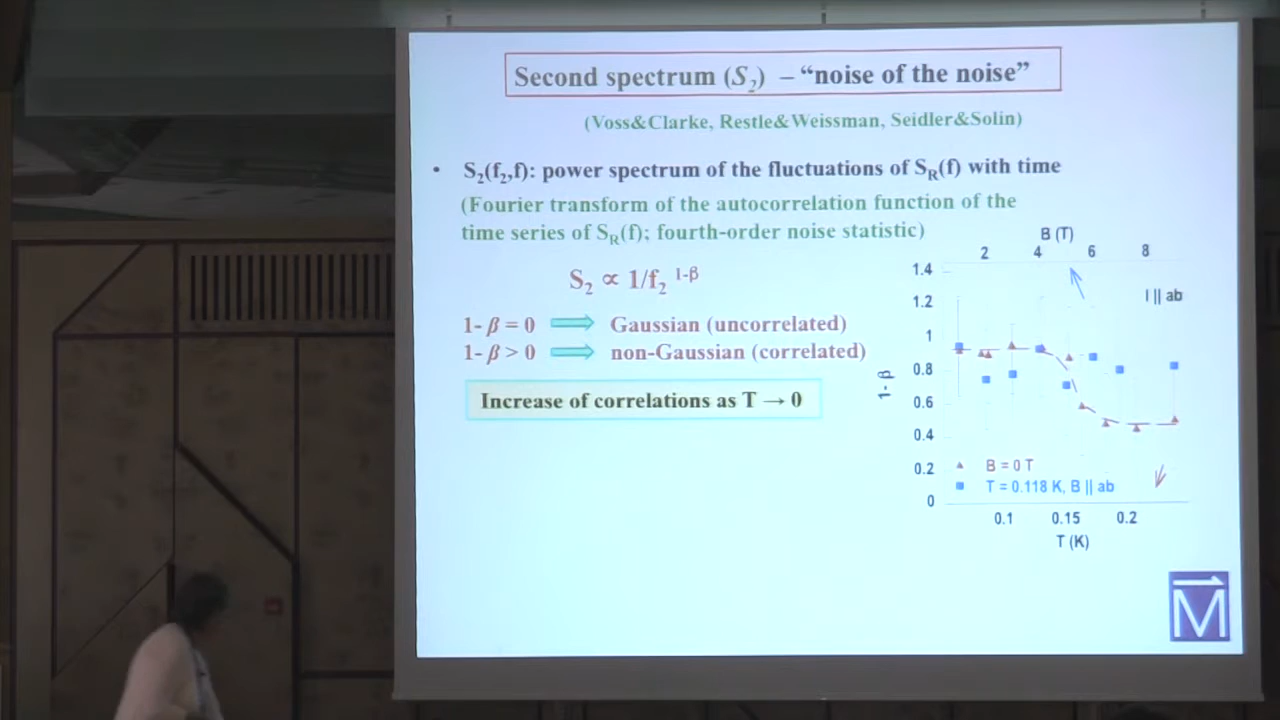 Second spectrum (S₂) – “noise of the noise”
(Voss&Clarke, Restle&Weissman, Seidler&Solin)
• S₂(f₂,f): power spectrum of the fluctuations of S_R(f) with time
(Fourier transform of the autocorrelation function of the
time series of S_R(f); fourth-order noise statistic)
S₂ ∝ 1/f₂ ^1-β
1- β = 0 ⟹ Gaussian (uncorrelated)
1- β > 0 ⟹ non-Gaussian (correlated)
Increase of correlations as T → 0
B (T)
2 4 6 8
1.4
1.2
1
0.8
0.6
0.4
0.2
0
1- β
I || ab
B = 0 T
T = 0.118 K, B || ab
0.1 0.15 0.2
T (K)
M